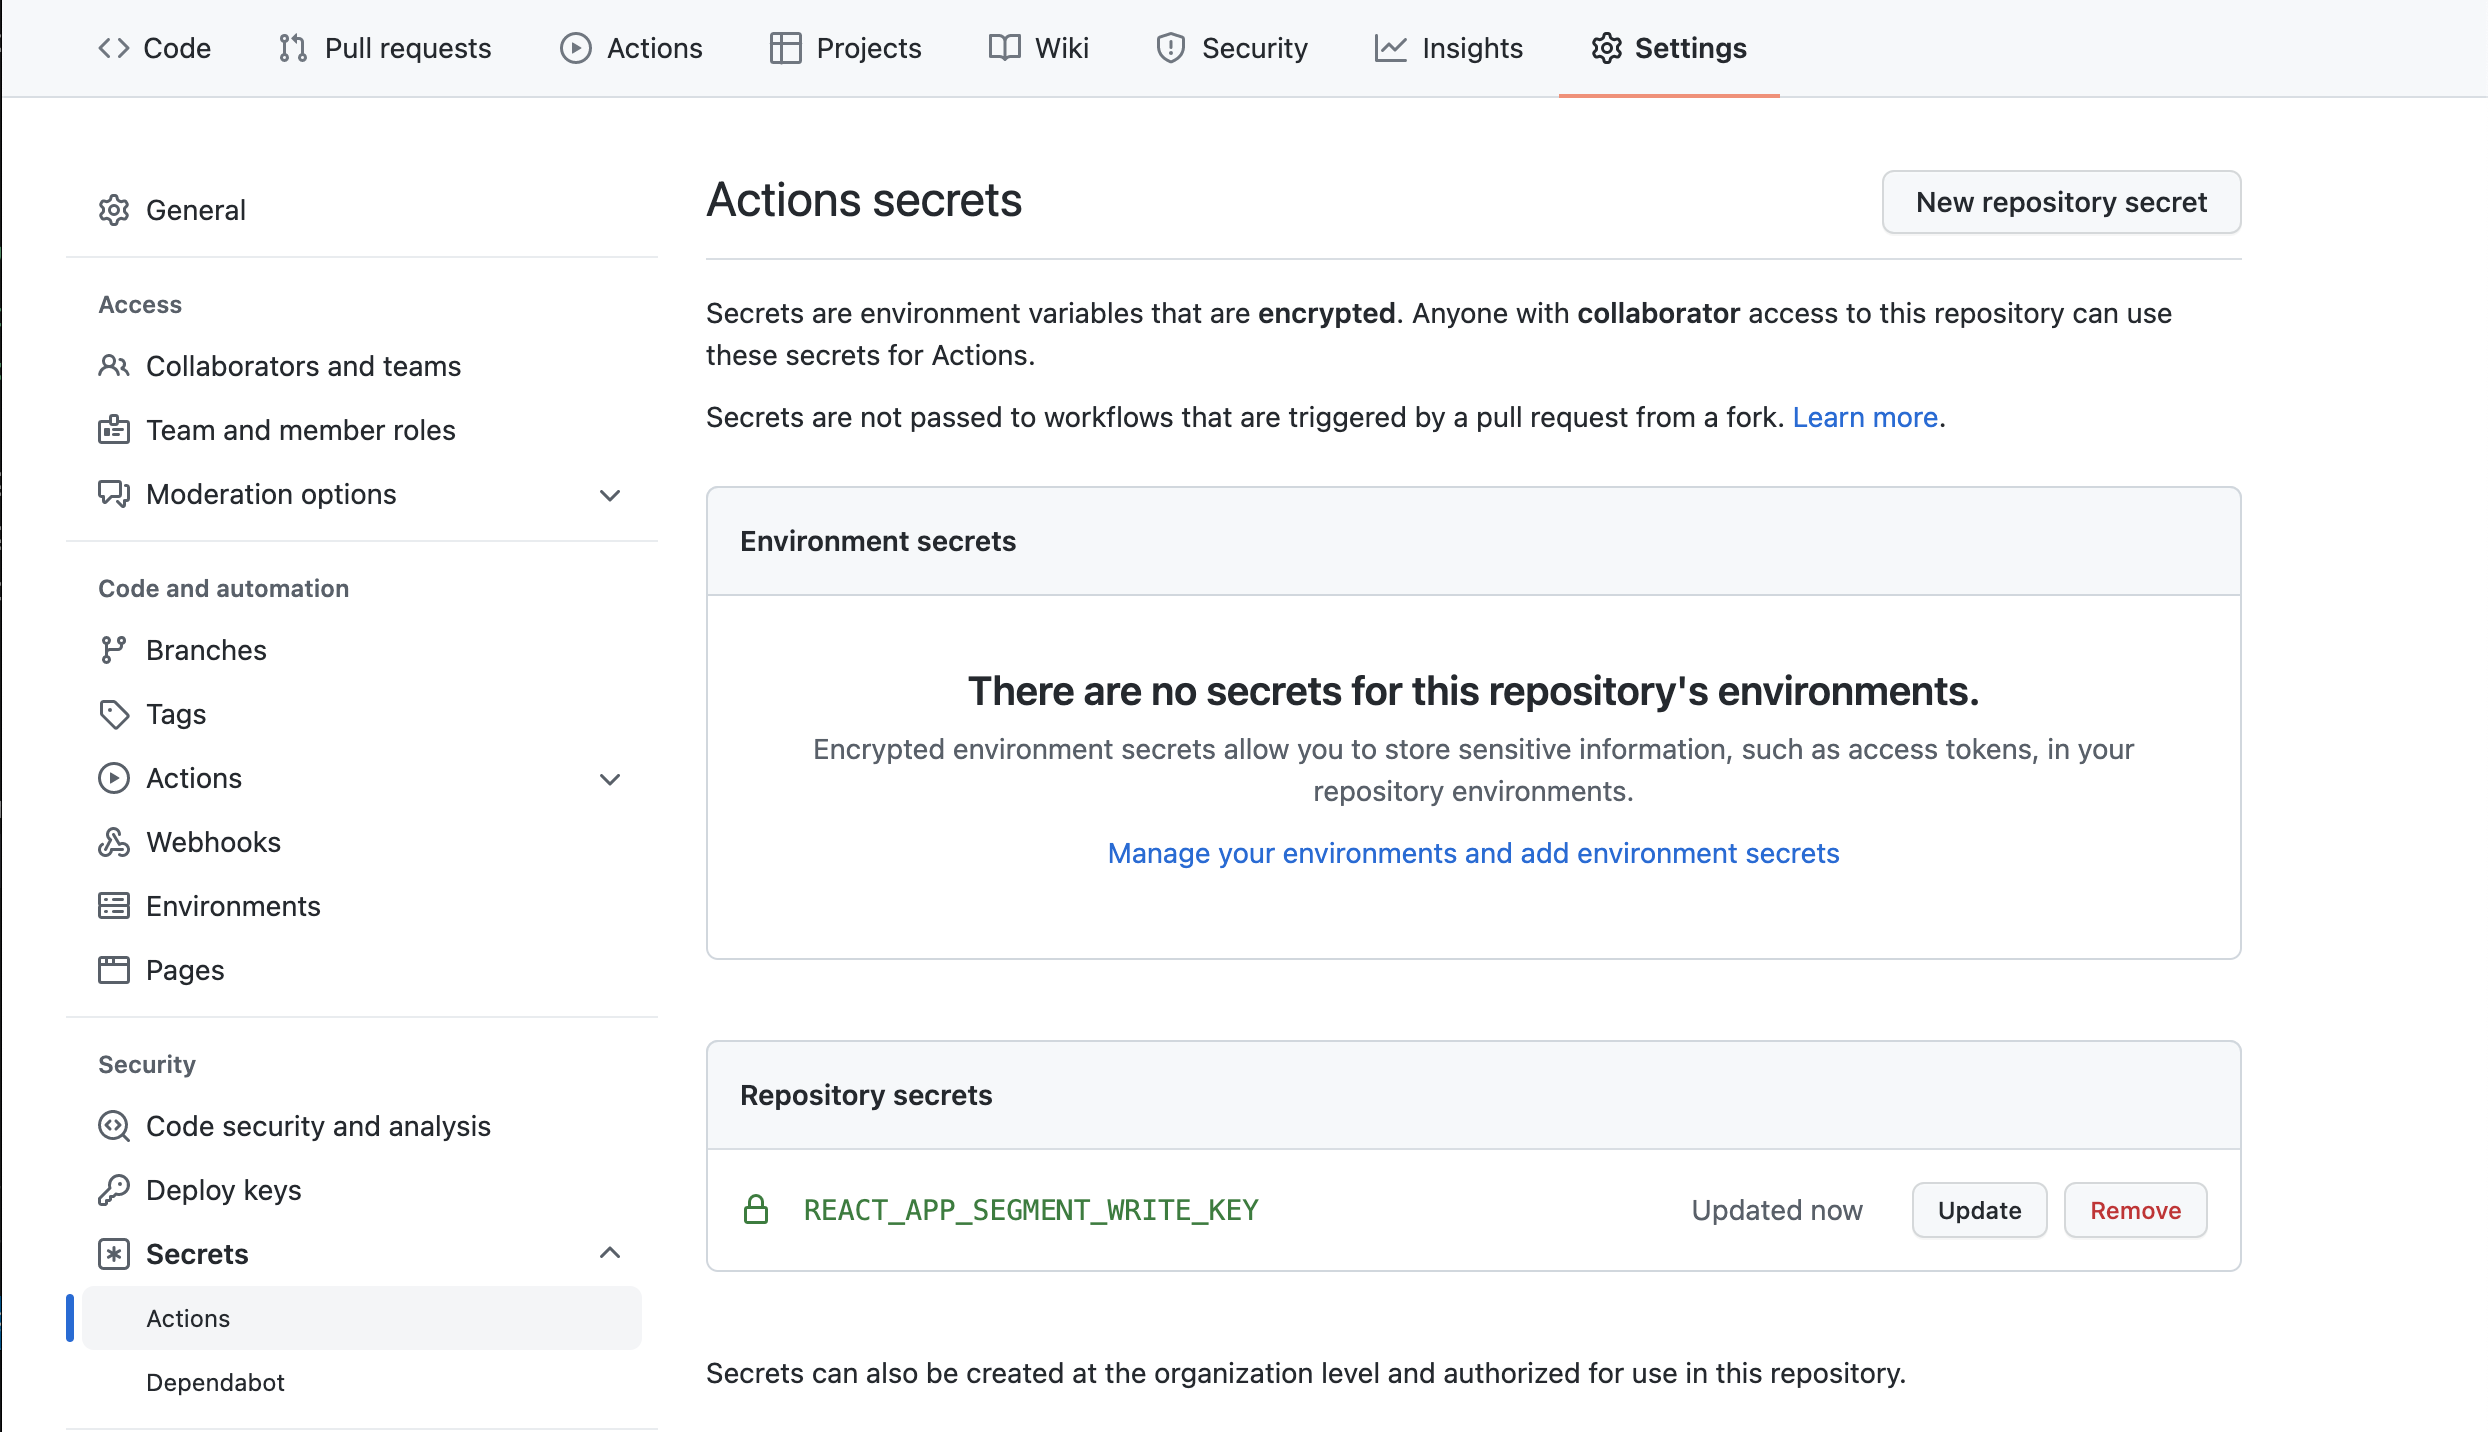 Code
Pull requests
Actions
Projects
Wiki
Security
Insights
Settings
General
Access
Collaborators and teams
Team and member roles
Moderation options
Code and automation
Branches
Tags
Actions
Webhooks
Environments
Pages
Security
Code security and analysis
Deploy keys
Secrets
Actions
Dependabot
Actions secrets
New repository secret
Secrets are environment variables that are encrypted. Anyone with collaborator access to this repository can use
these secrets for Actions.
Secrets are not passed to workflows that are triggered by a pull request from a fork. Learn more.
Environment secrets
There are no secrets for this repository's environments.
Encrypted environment secrets allow you to store sensitive information, such as access tokens, in your
repository environments.
Manage your environments and add environment secrets
Repository secrets
REACT_APP_SEGMENT_WRITE_KEY
Updated now
Update
Remove
Secrets can also be created at the organization level and authorized for use in this repository.